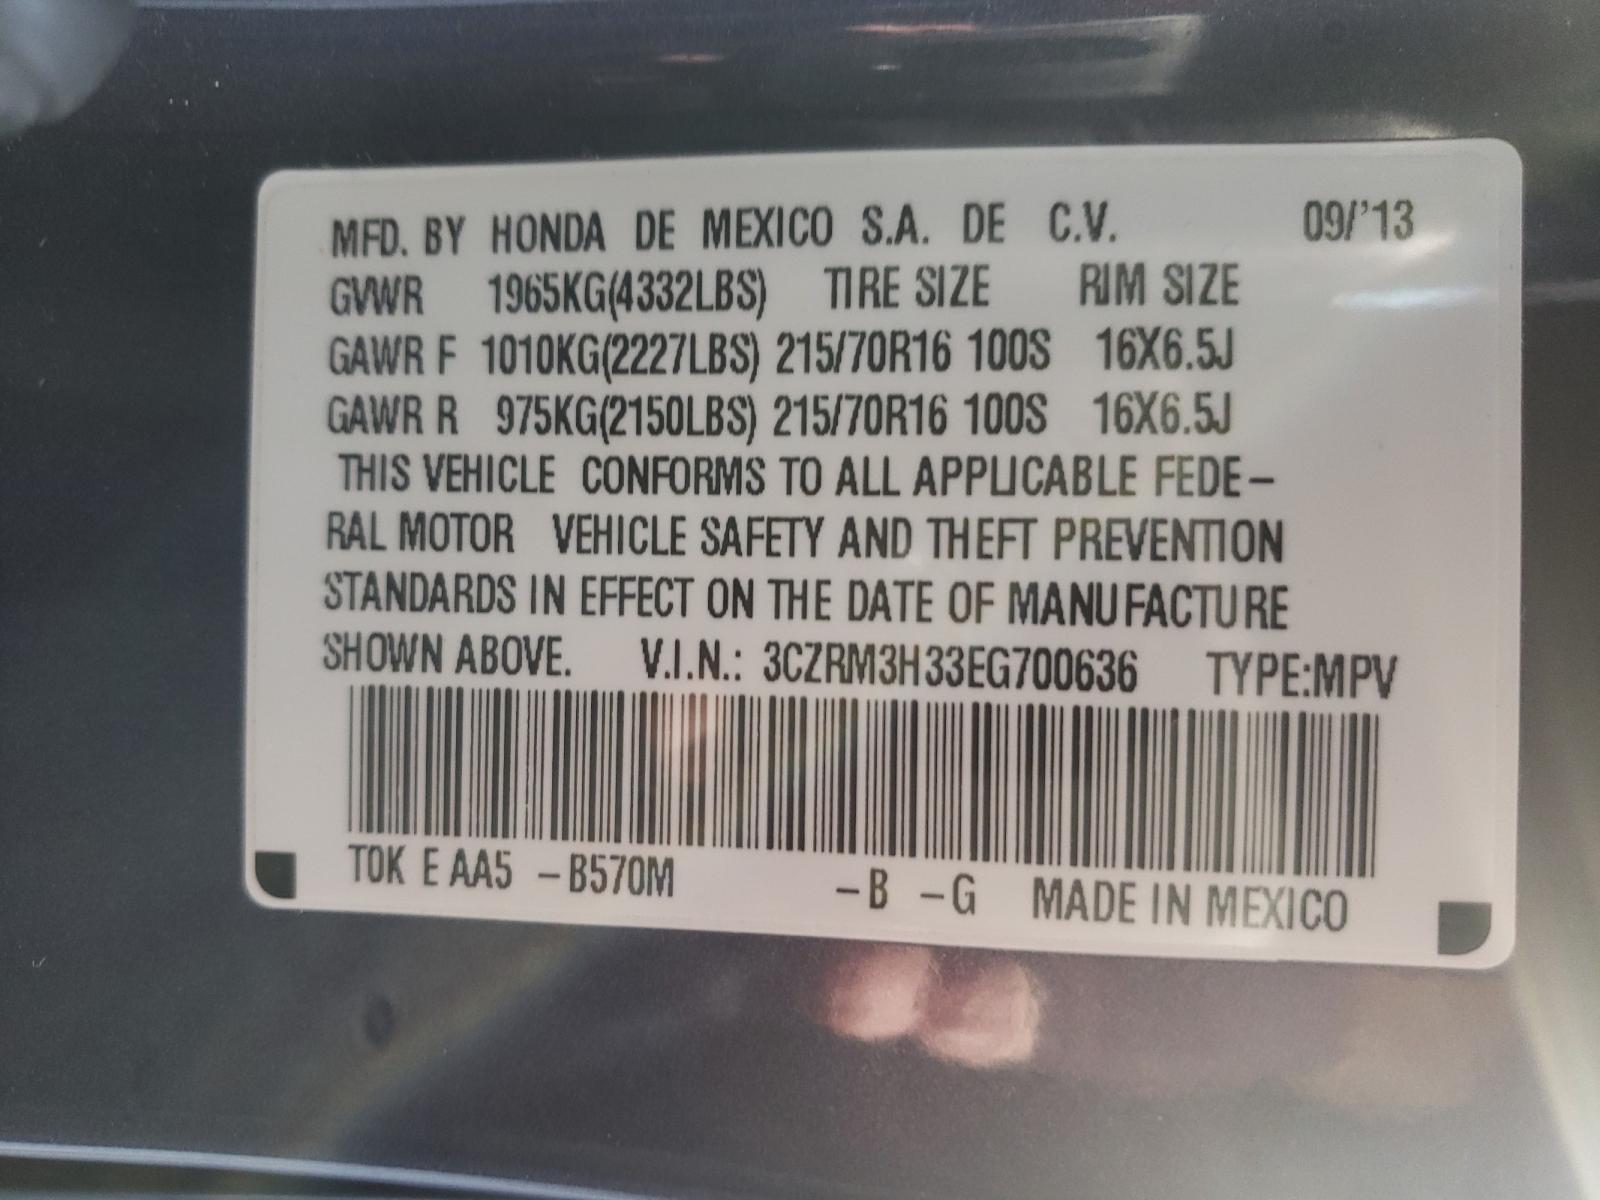 MFD. BY HONDA DE MEXICO S.A. DE C.V. 09/'13
GVWR 1965KG(4332LBS) TIRE SIZE RIM SIZE
GAWR F 1010KG(2227LBS) 215/70R16 100S 16X6.5J
GAWR R 975KG(2150LBS) 215/70R16 100S 16X6.5J
THIS VEHICLE CONFORMS TO ALL APPLICABLE FEDE-
RAL MOTOR VEHICLE SAFETY AND THEFT PREVENTION
STANDARDS IN EFFECT ON THE DATE OF MANUFACTURE
SHOWN ABOVE. V.I.N.: 3CZRM3H33EG700636 TYPE:MPV
T0K E AA5 -B570M -B -G MADE IN MEXICO